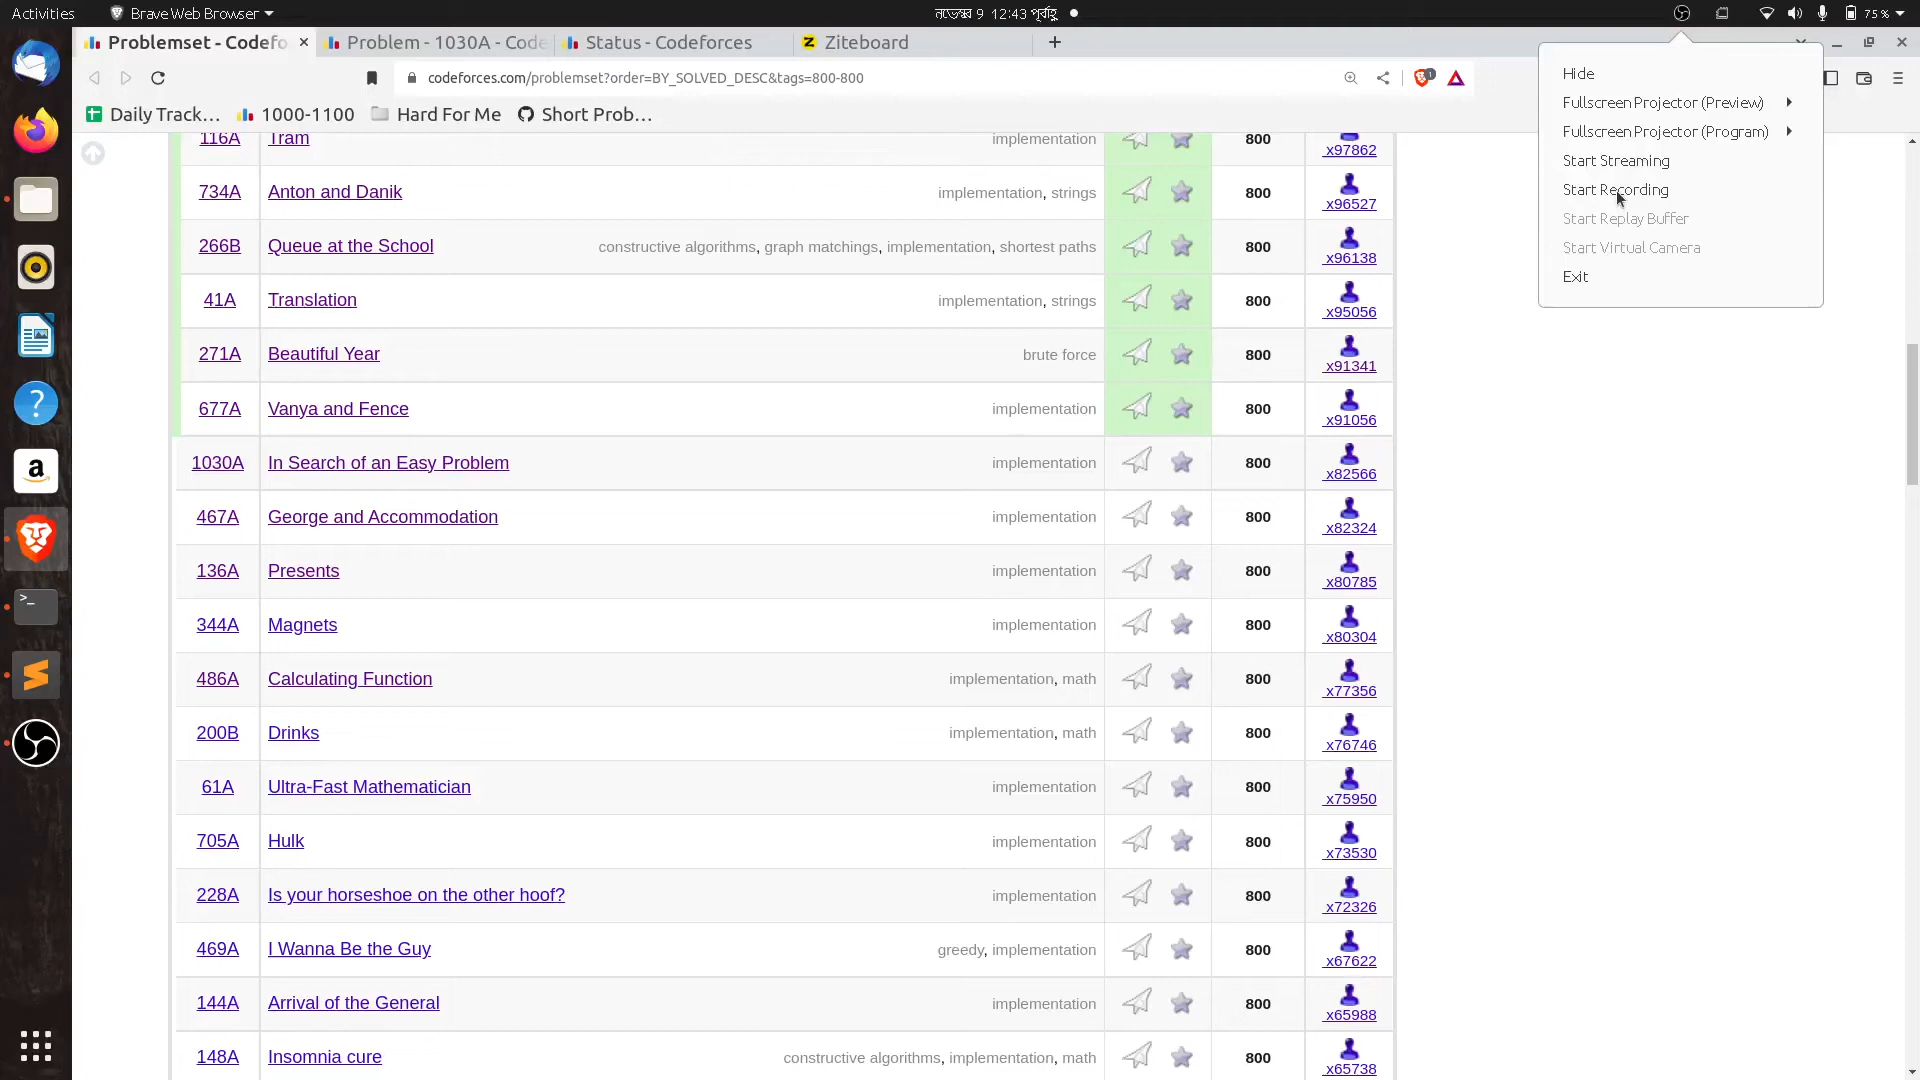 Activities Brave Web Browser নভেম্বর 9 12:43 পূর্বাহ্ণ 75 %
Problemset - Codefo Problem - 1030A - Code Status - Codeforces Ziteboard
codeforces.com/problemset?order=BY_SOLVED_DESC&tags=800-800 1
Daily Track... 1000-1100 Hard For Me Short Prob...
Hide
Fullscreen Projector (Preview)
Fullscreen Projector (Program)
Start Streaming
Start Recording
Start Replay Buffer
Start Virtual Camera
Exit
116A Tram implementation 800 x97862
734A Anton and Danik implementation, strings 800 x96527
266B Queue at the School constructive algorithms, graph matchings, implementation, shortest paths 800 x96138
41A Translation implementation, strings 800 x95056
271A Beautiful Year brute force 800 x91341
677A Vanya and Fence implementation 800 x91056
1030A In Search of an Easy Problem implementation 800 x82566
467A George and Accommodation implementation 800 x82324
136A Presents implementation 800 x80785
344A Magnets implementation 800 x80304
486A Calculating Function implementation, math 800 x77356
200B Drinks implementation, math 800 x76746
61A Ultra-Fast Mathematician implementation 800 x75950
705A Hulk implementation 800 x73530
228A Is your horseshoe on the other hoof? implementation 800 x72326
469A I Wanna Be the Guy greedy, implementation 800 x67622
144A Arrival of the General implementation 800 x65988
148A Insomnia cure constructive algorithms, implementation, math 800 x65738